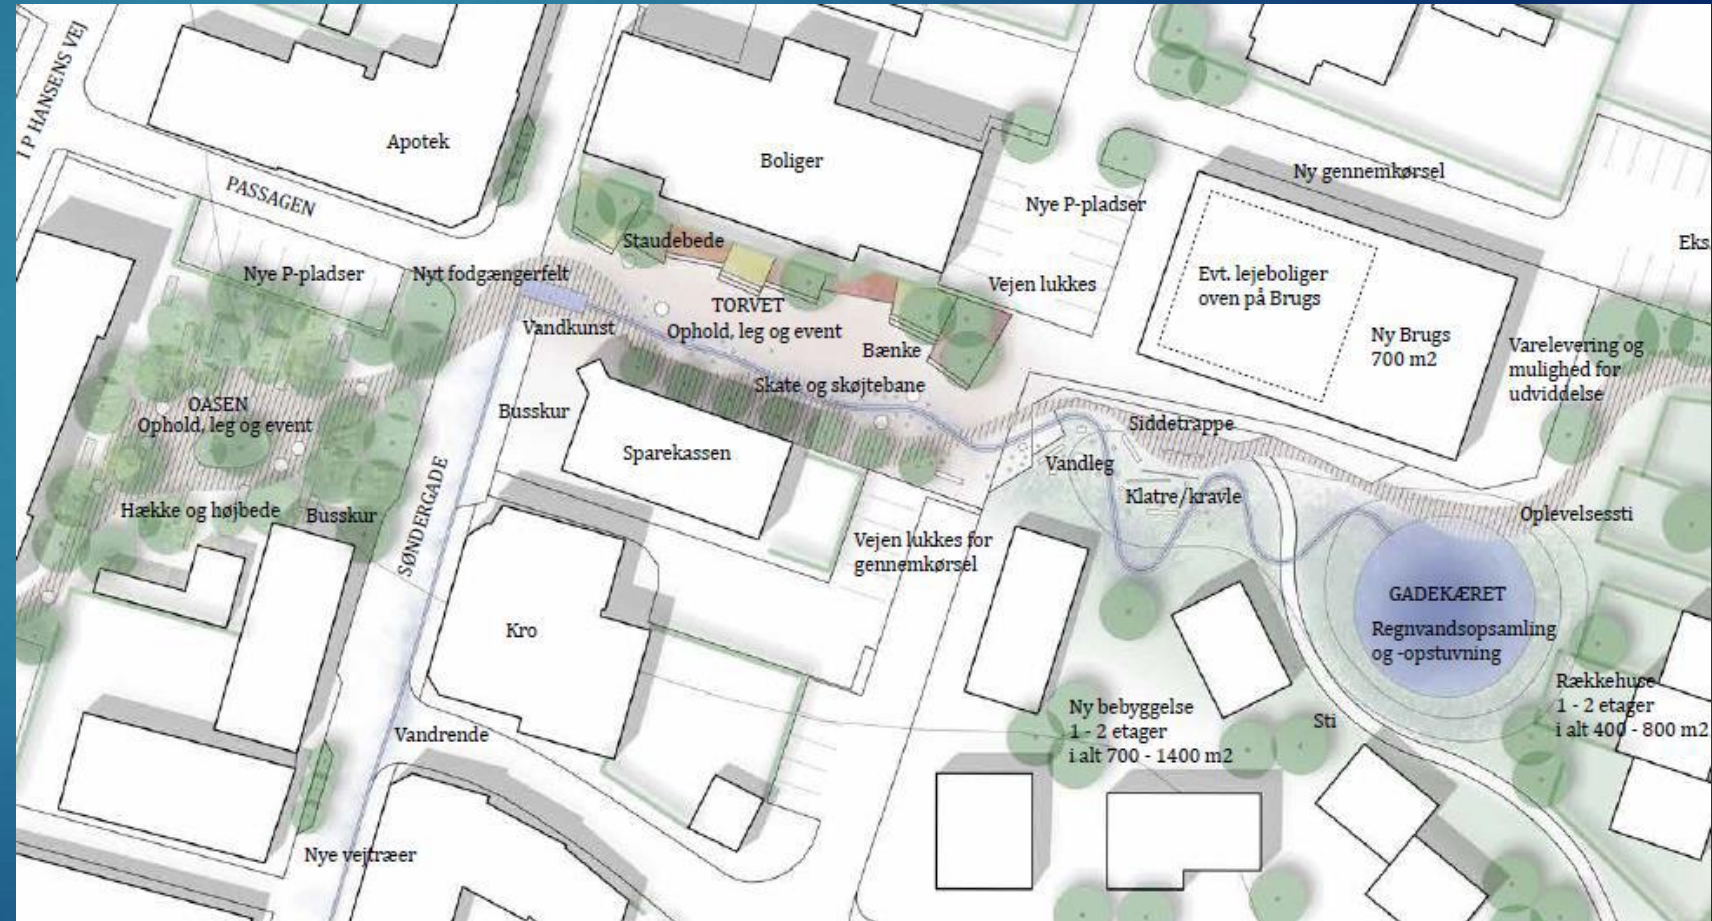 I P HANSENS VEJ
Apotek
PASSAGEN
Boliger
Ny gennemkørsel
Nye P-pladser
Staudebede
Eks
Nye P-pladser
Nyt fodgængerfelt
Vejen lukkes
Evt. lejeboliger
oven på Brugs
TORVET
Ophold, leg og event
Vandkunst
Ny Brugs
700 m2
Bænke
Varelevering og
mulighed for
udviddelse
Skate og skøjtebane
OASEN
Ophold, leg og event
Busskur
Siddetrappe
Sparekassen
Vandleg
Klatre/kravle
Hække og højbede
Busskur
SØNDERGADE
Oplevelsessti
Vejen lukkes for
gennemkørsel
GADEKÆRET
Regnvandsopsamling
og -opstuvning
Kro
Rækkehuse
1 - 2 etager
i alt 400 - 800 m2
Ny bebyggelse
1 - 2 etager
i alt 700 - 1400 m2
Sti
Vandrende
Nye vejtræer